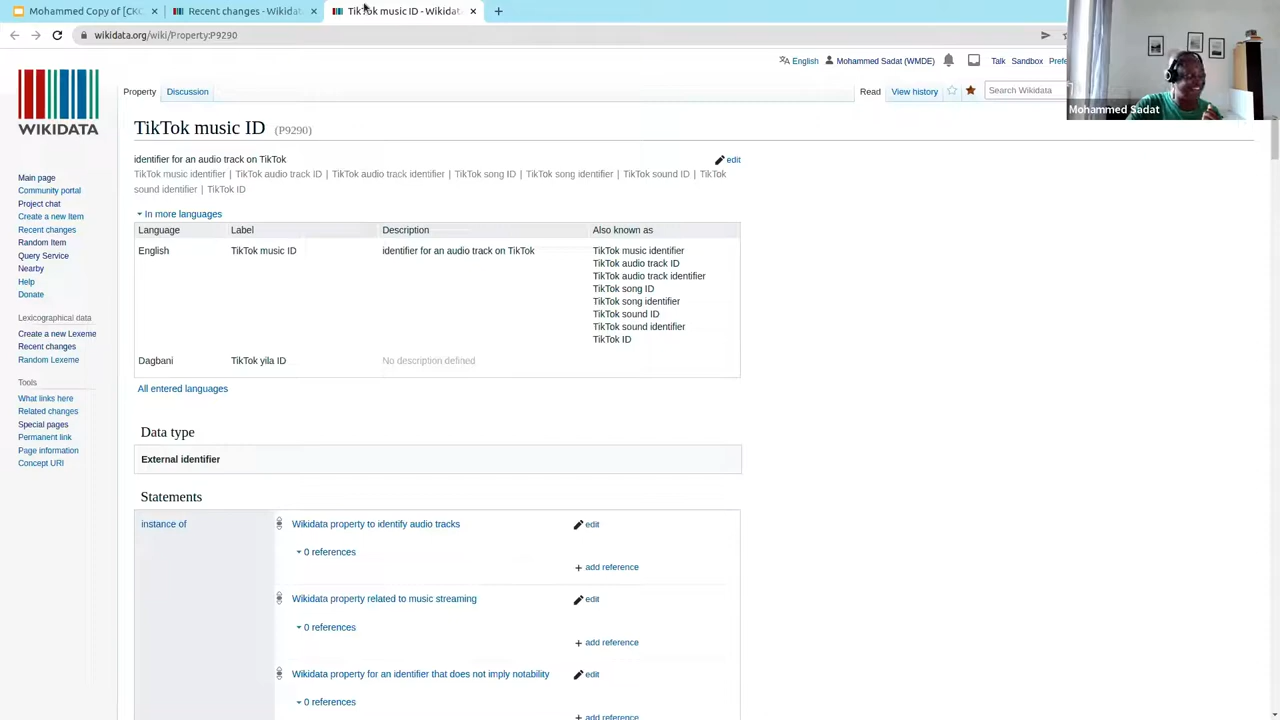 Mohammed Copy of [CKC
Recent changes - Wikidat
TikTok music ID - Wikidat
wikidata.org/wiki/Property:P9290
English Mohammed Sadat (WMDE) Talk Sandbox Prefe
Mohammed Sadat
Property Discussion Read View history Search Wikidata
WIKIDATA
TikTok music ID (P9290)
identifier for an audio track on TikTok edit
TikTok music identifier | TikTok audio track ID | TikTok audio track identifier | TikTok song ID | TikTok song identifier | TikTok sound ID | TikTok
sound identifier | TikTok ID
In more languages
Language Label Description Also known as
English TikTok music ID identifier for an audio track on TikTok TikTok music identifier
TikTok audio track ID
TikTok audio track identifier
TikTok song ID
TikTok song identifier
TikTok sound ID
TikTok sound identifier
TikTok ID
Dagbani TikTok yila ID No description defined
All entered languages
Data type
External identifier
Statements
instance of
Wikidata property to identify audio tracks edit
0 references
+ add reference
Wikidata property related to music streaming edit
0 references
+ add reference
Wikidata property for an identifier that does not imply notability edit
0 references
+ add reference
Main page
Community portal
Project chat
Create a new Item
Recent changes
Random Item
Query Service
Nearby
Help
Donate
Lexicographical data
Create a new Lexeme
Recent changes
Random Lexeme
Tools
What links here
Related changes
Special pages
Permanent link
Page information
Concept URI